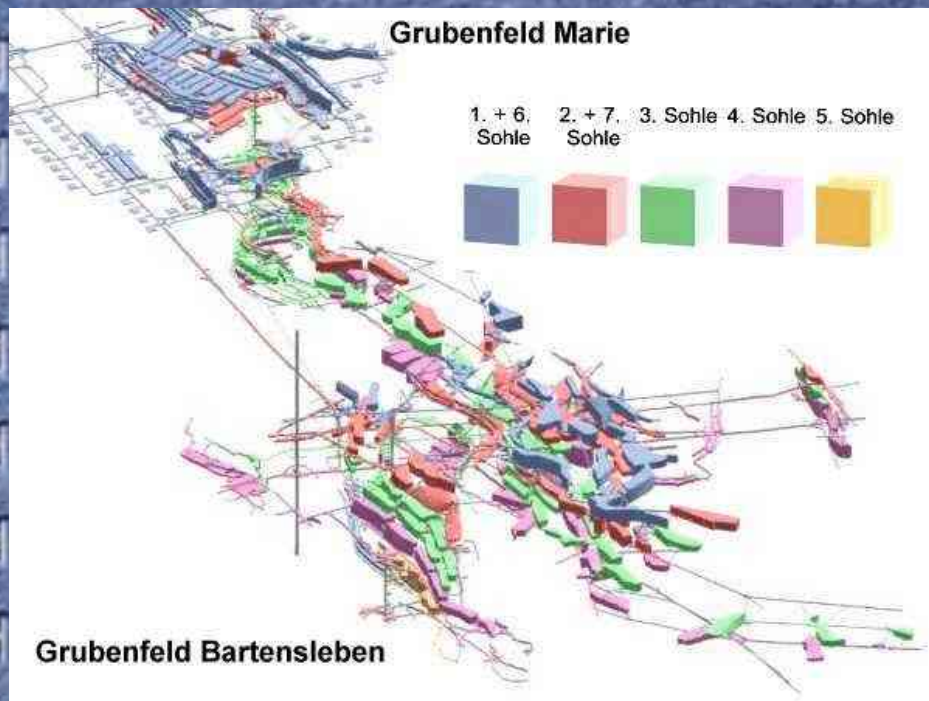 Grubenfeld Marie
1. + 6. 2. + 7. 3. Sohle 4. Sohle 5. Sohle
Sohle Sohle
Grubenfeld Bartensleben